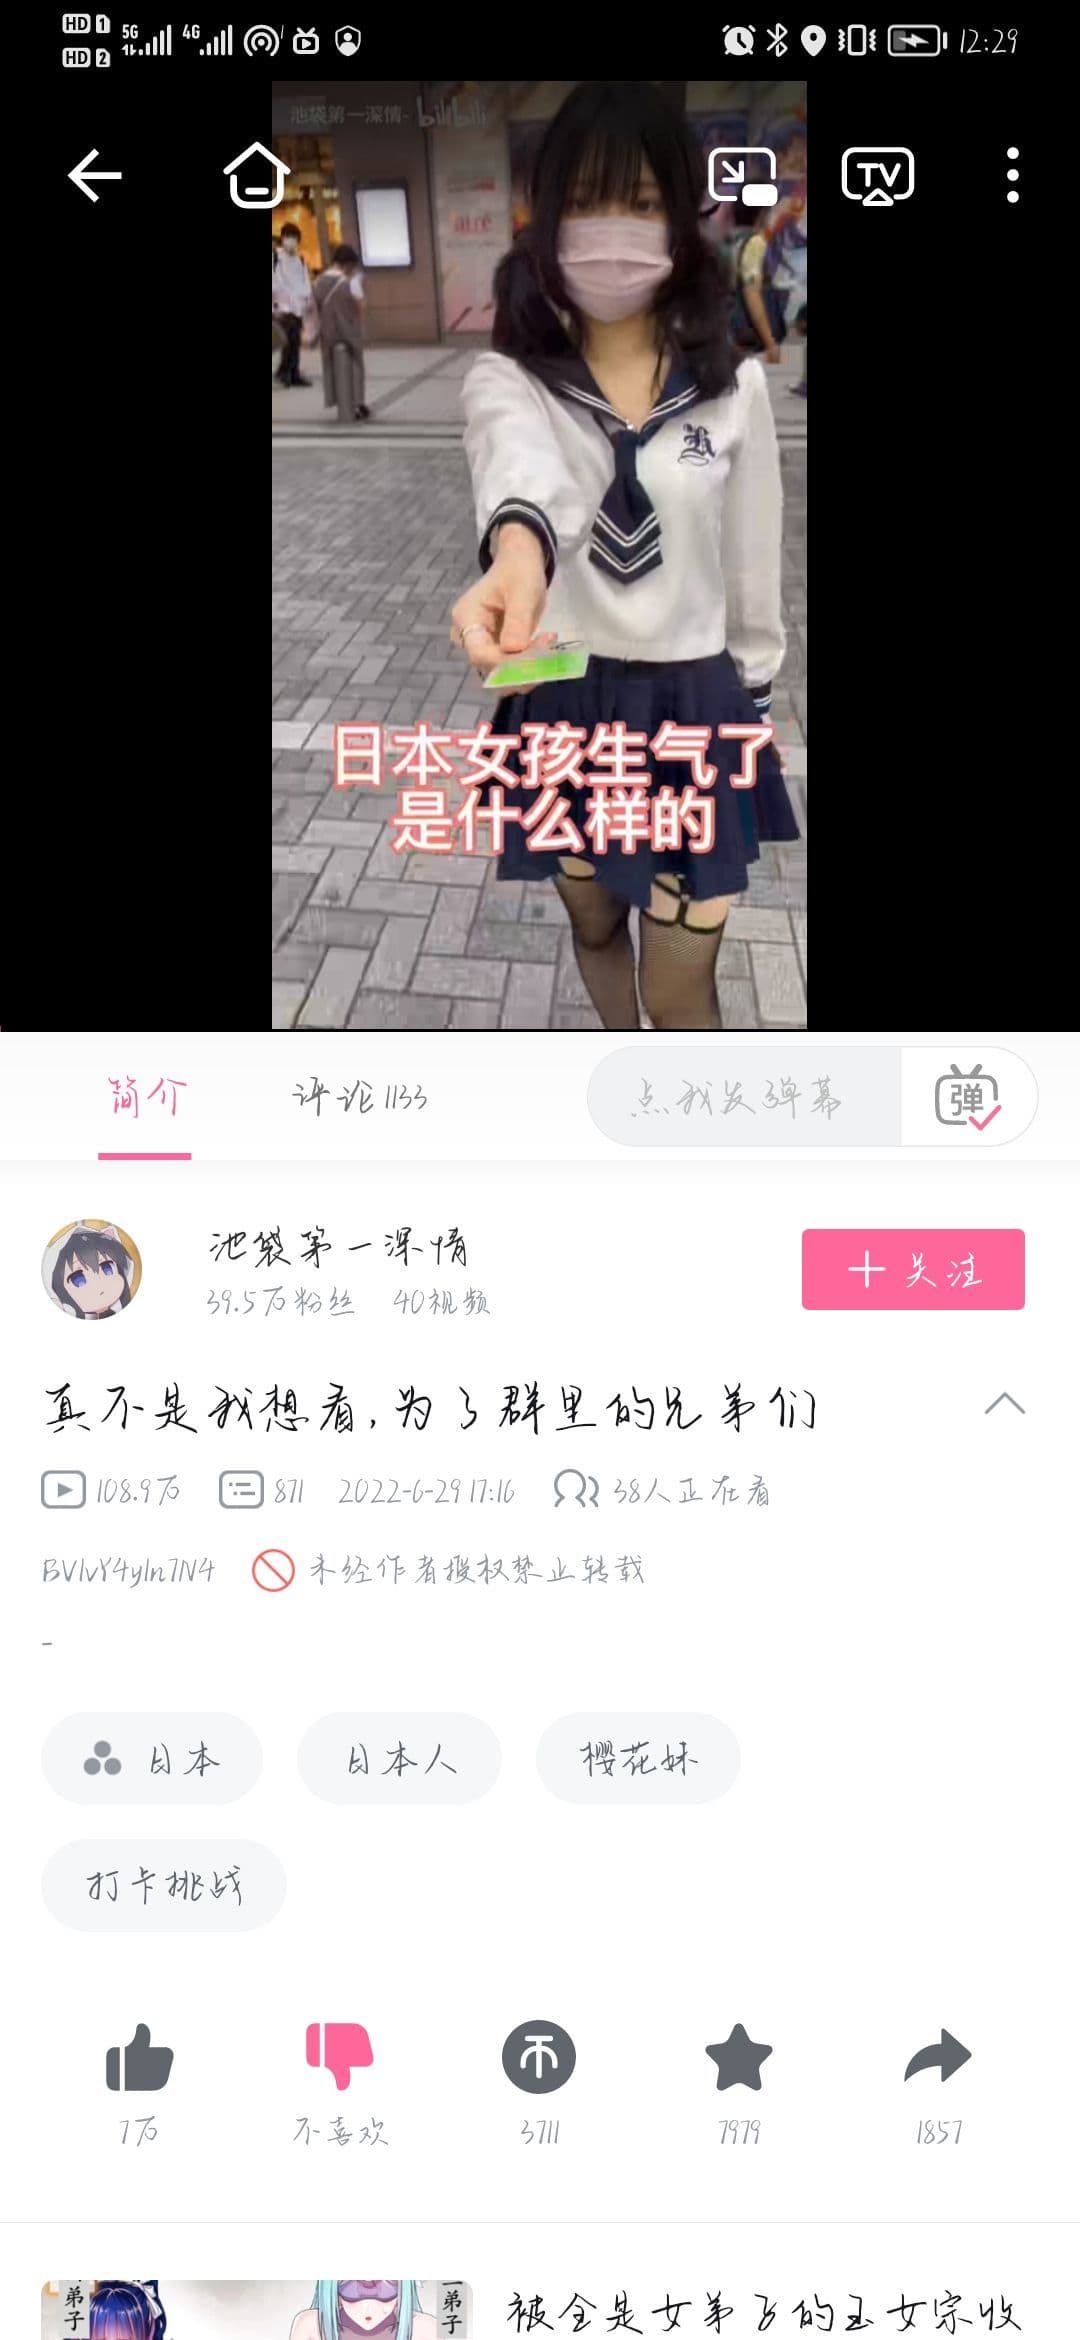 HD 1 5G 4G 12:29
HD 2
池袋第一深情- bilibili
TV
atré
日本女孩生气了
是什么样的
简介 评论 1133 点我发弹幕 弹
池袋第一深情
39.5万粉丝 40视频
+ 关注
真不是我想看,为了群里的兄弟们
108.9万 871 2022-6-29 17:16 38人正在看
BV1vY4y1n7N4 未经作者授权禁止转载
-
日本 日本人 樱花妹
打卡挑战
7万 不喜欢 3711 7979 1857
弟子
弟子
被全是女弟子的玉女宗收